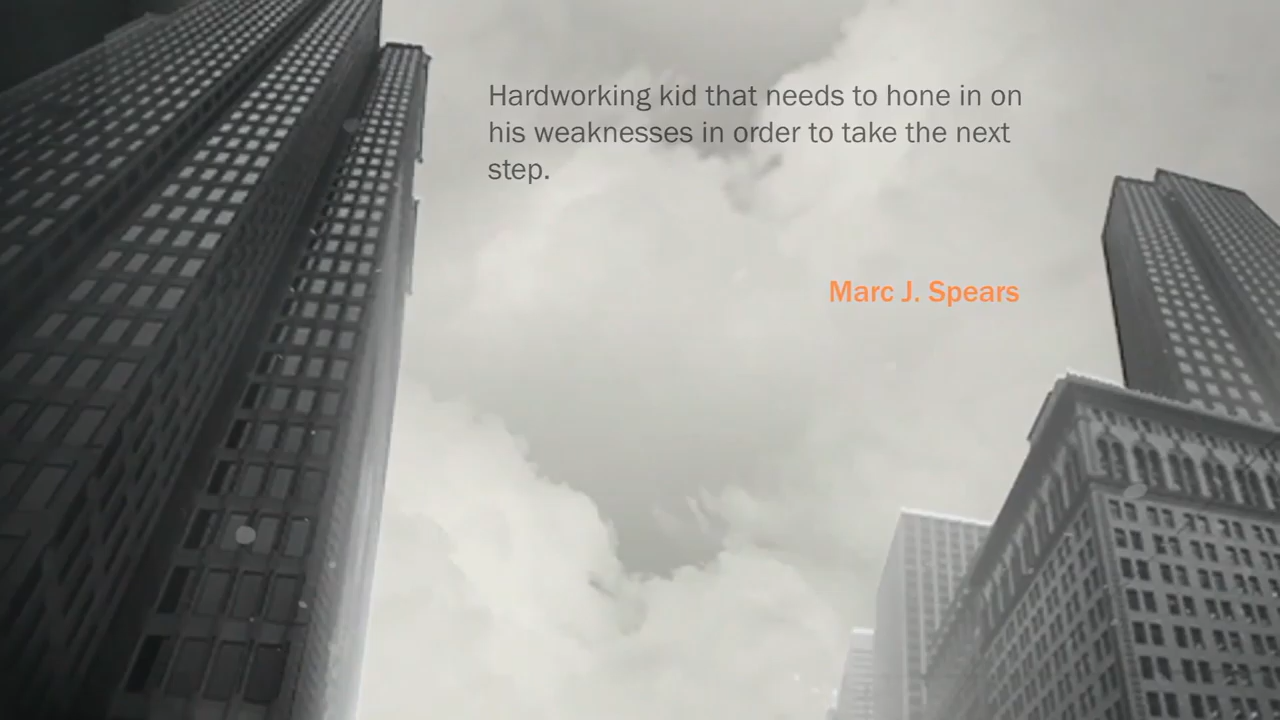 Hardworking kid that needs to hone in on
his weaknesses in order to take the next
step.
Marc J. Spears